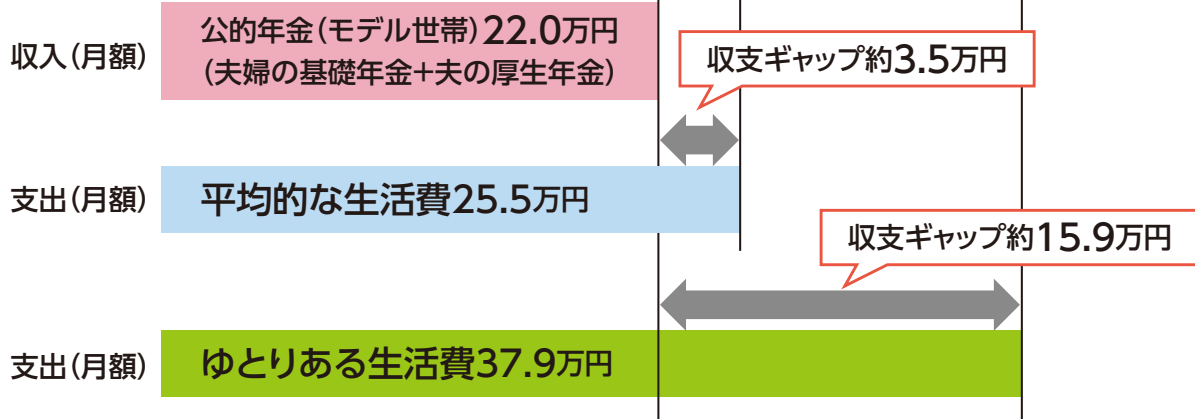 収入(月額)
公的年金(モデル世帯)22.0万円
(夫婦の基礎年金+夫の厚生年金)
収支ギャップ約3.5万円
支出(月額)
平均的な生活費25.5万円
収支ギャップ約15.9万円
支出(月額)
ゆとりある生活費37.9万円